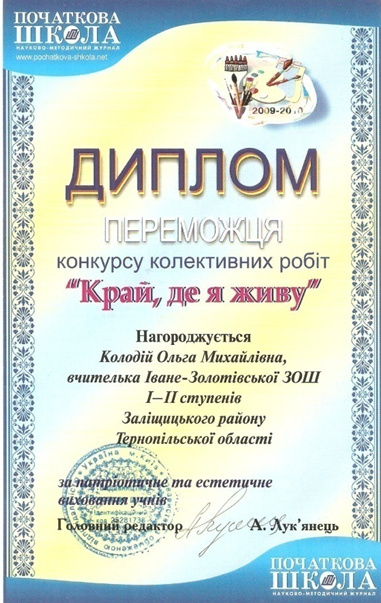 ПОЧАТКОВА
ШКОЛА
НАУКОВО-МЕТОДИЧНИЙ ЖУРНАЛ
www.pochatkova-shkola.net
2009-2010
ДИПЛОМ
ПЕРЕМОЖЦЯ
конкурсу колективних робіт
"Край, де я живу"
Нагороджується
Колодій Ольга Михайлівна,
вчителька Іване-Золотівської ЗОШ
І–ІІ ступенів
Заліщицького району
Тернопільської області
за патріотичне та естетичне
виховання учнів
Головний редактор А. Лук'янець
Україна
ПОЧАТКОВА
ШКОЛА
НАУКОВО-МЕТОДИЧНИЙ ЖУРНАЛ